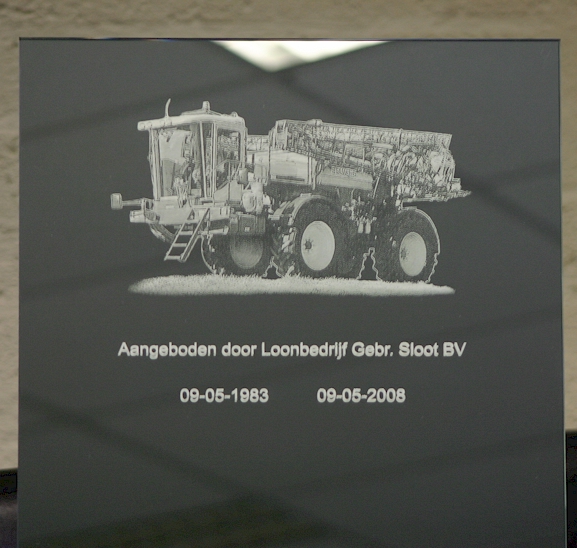 Aangeboden door Loonbedrijf Gebr. Sloot BV
09-05-1983 09-05-2008